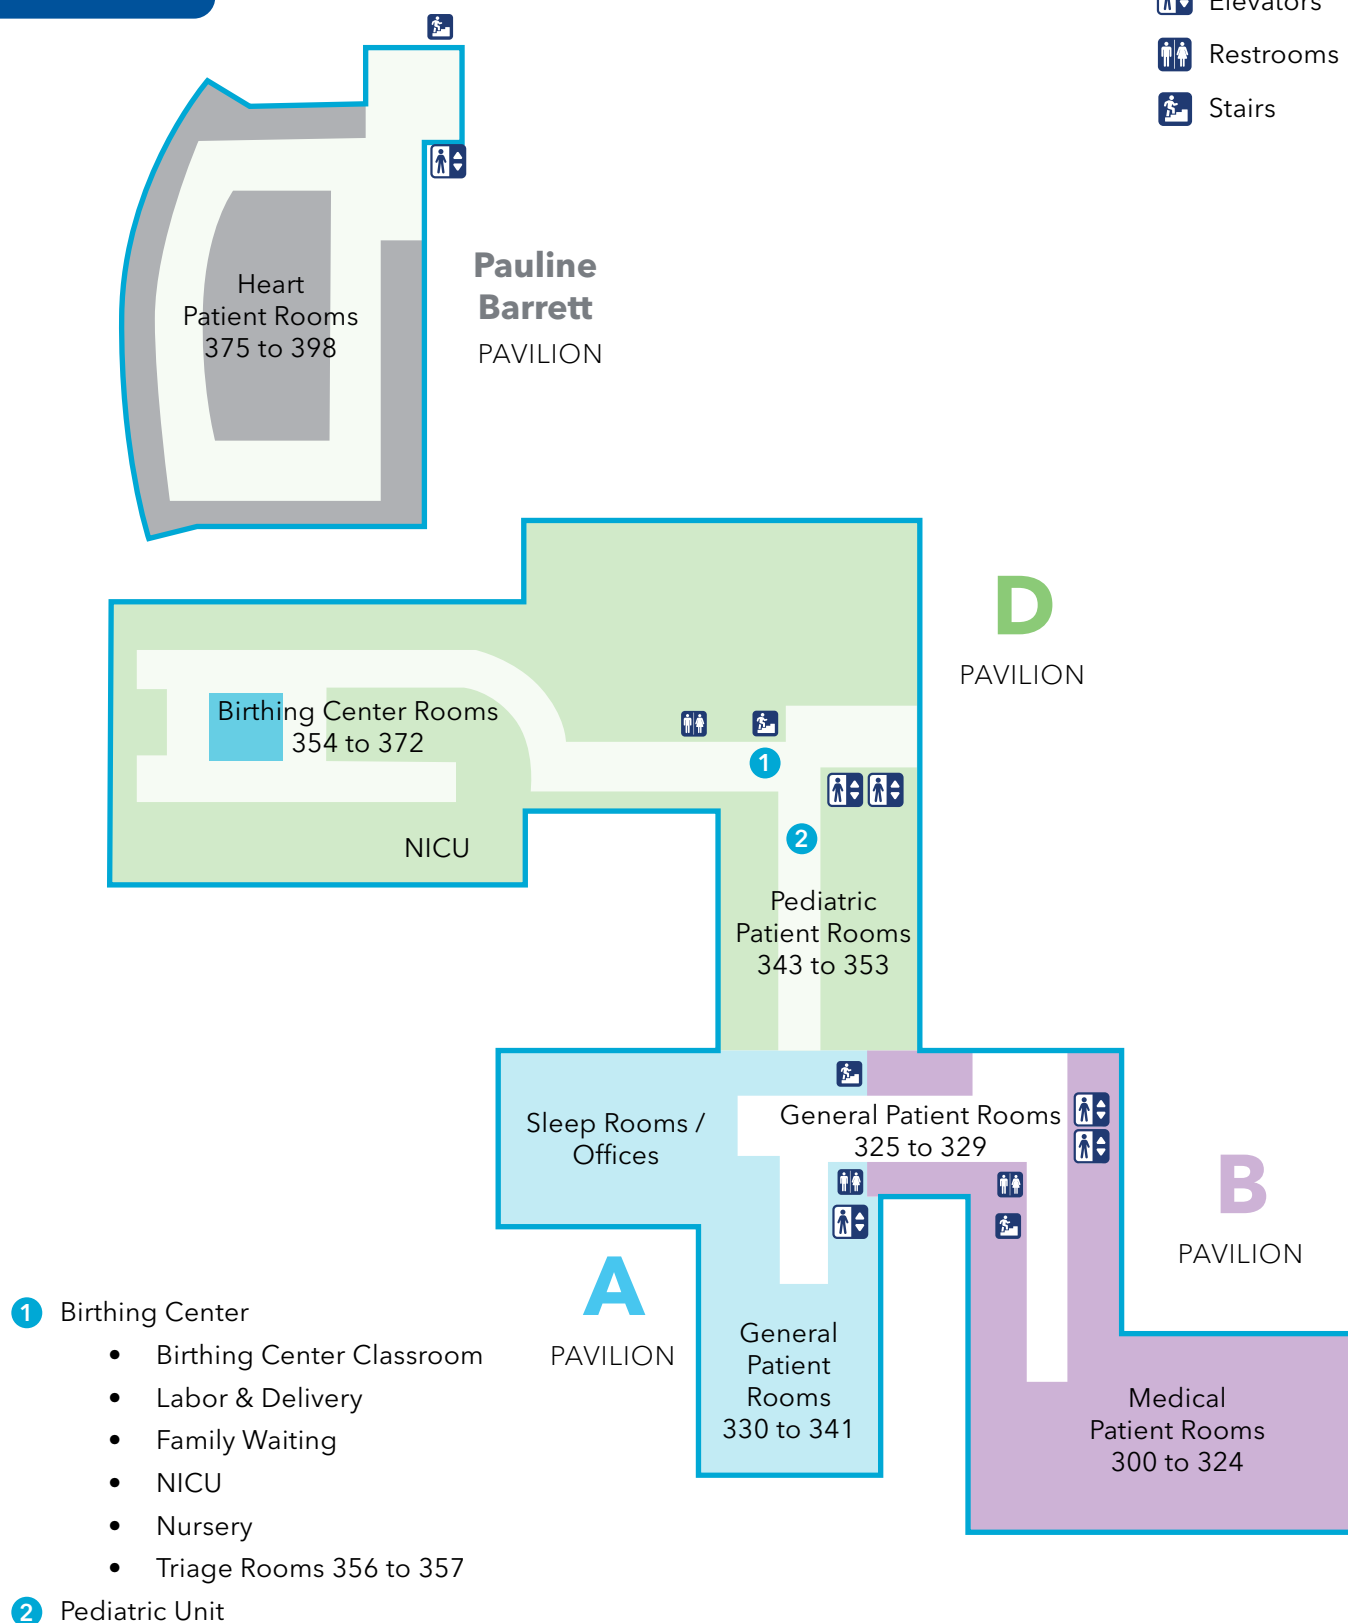 Elevators
Restrooms
Stairs
Pauline
Barrett
PAVILION
Heart
Patient Rooms
375 to 398
D
PAVILION
Birthing Center Rooms
354 to 372
1
2
NICU
Pediatric
Patient Rooms
343 to 353
Sleep Rooms /
Offices
General Patient Rooms
325 to 329
B
PAVILION
A
PAVILION
General
Patient
Rooms
330 to 341
Medical
Patient Rooms
300 to 324
1 Birthing Center
• Birthing Center Classroom
• Labor & Delivery
• Family Waiting
• NICU
• Nursery
• Triage Rooms 356 to 357
2 Pediatric Unit